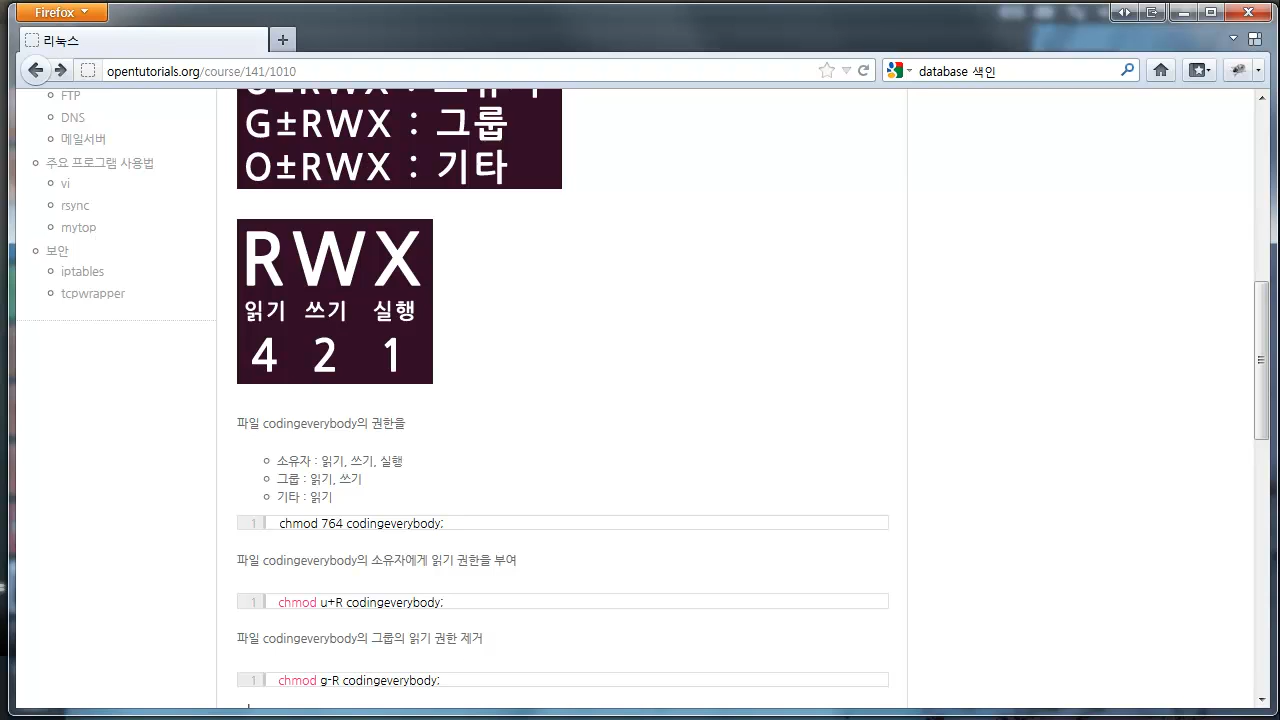 Firefox
리눅스
opentutorials.org/course/141/1010
database 색인
FTP
DNS
메일서버
주요 프로그램 사용법
vi
rsync
mytop
보안
iptables
tcpwrapper
G±RWX : 그룹
O±RWX : 기타
RWX
읽기 쓰기 실행
4 2 1
파일 codingeverybody의 권한을
소유자 : 읽기, 쓰기, 실행
그룹 : 읽기, 쓰기
기타 : 읽기
1 chmod 764 codingeverybody;
파일 codingeverybody의 소유자에게 읽기 권한을 부여
1 chmod u+R codingeverybody;
파일 codingeverybody의 그룹의 읽기 권한 제거
1 chmod g-R codingeverybody;